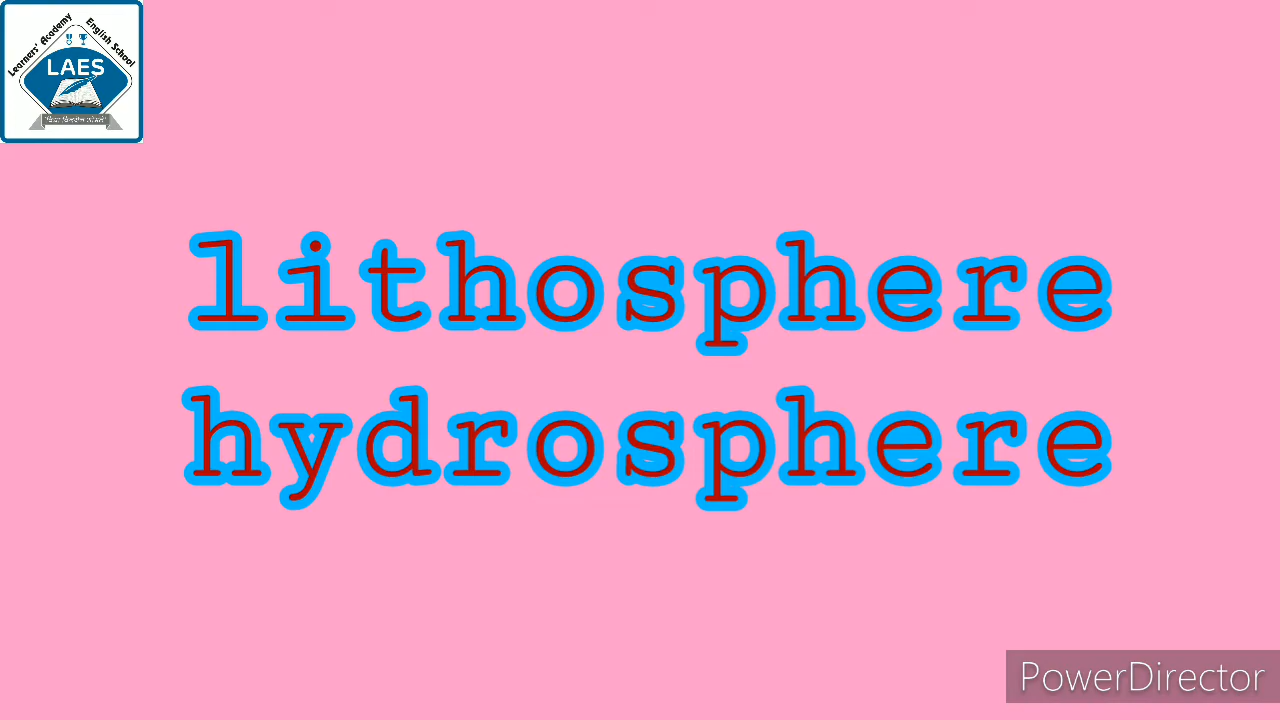 Learners' Academy English School
LAES
lithosphere
hydrosphere
PowerDirector